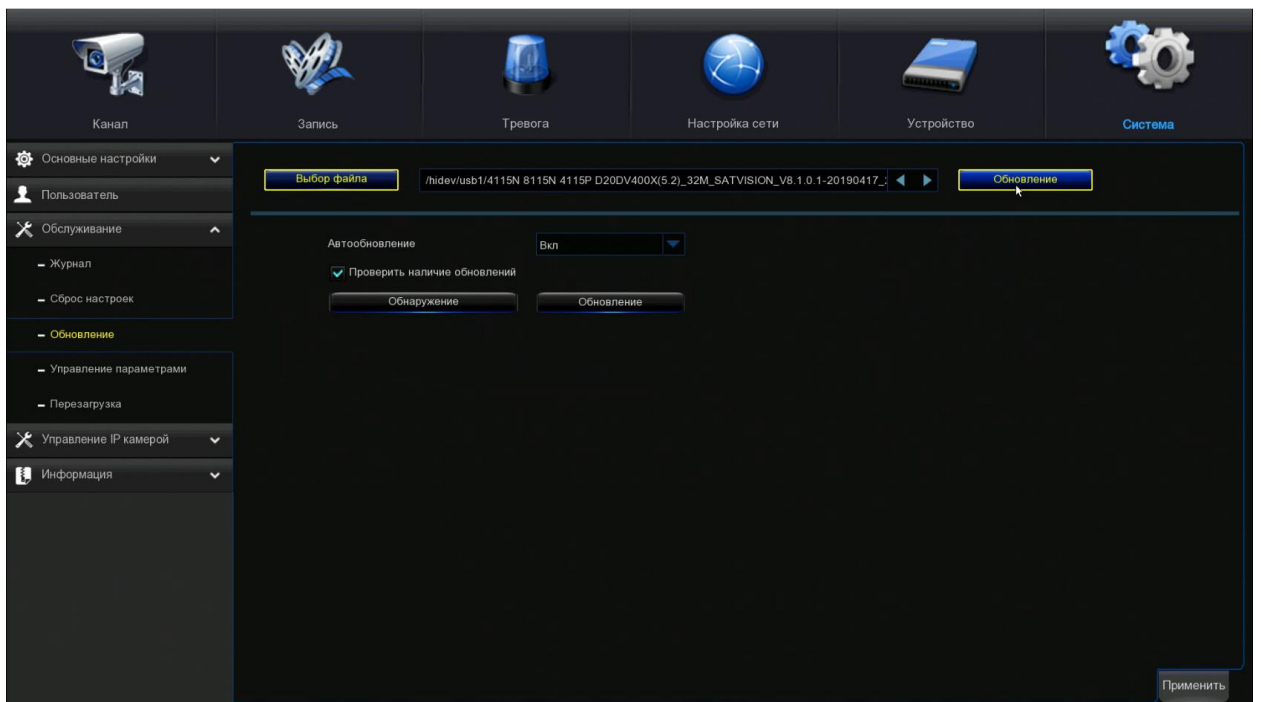 Канал
Запись
Тревога
Настройка сети
Устройство
Система
Основные настройки
Пользователь
Обслуживание
Журнал
Сброс настроек
Обновление
Управление параметрами
Перезагрузка
Управление IP камерой
Информация
Выбор файла
/hidev/usb1/4115N 8115N 4115P D20DV400X(5.2)_32M_SATVISION_V8.1.0.1-20190417_
Обновление
Автообновление
Вкл
Проверить наличие обновлений
Обнаружение
Обновление
Применить